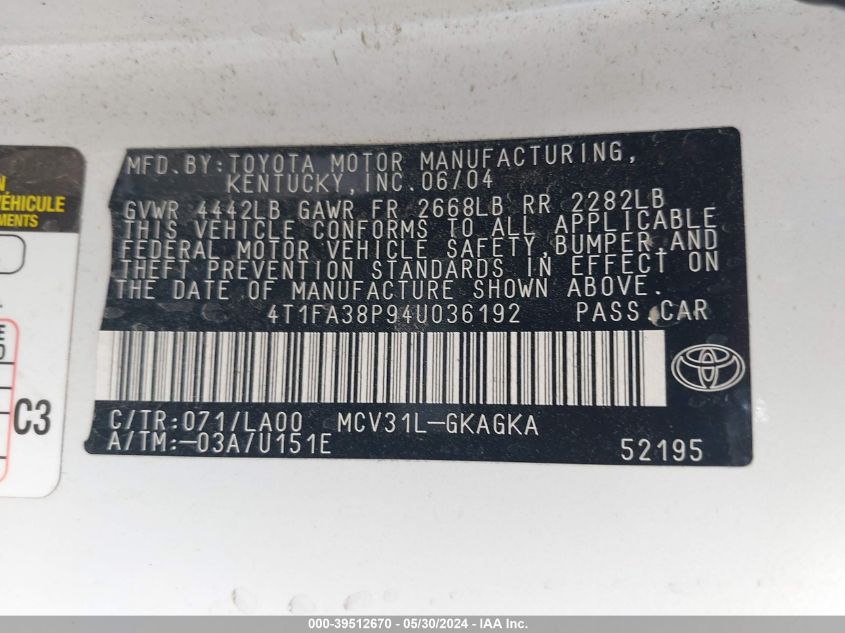 N
VÉHICULE
MENTS
MFD.BY:TOYOTA MOTOR MANUFACTURING,
KENTUCKY,INC.06/04
GVWR 4442LB GAWR FR 2668LB RR 2282LB
THIS VEHICLE CONFORMS TO ALL APPLICABLE
FEDERAL MOTOR VEHICLE SAFETY,BUMPER,AND
THEFT PREVENTION STANDARDS IN EFFECT ON
THE DATE OF MANUFACTURE SHOWN ABOVE.
4T1FA38P94U036192 PASS.CAR
C/TR:071/LA00 MCV31L-GKAGKA
A/TM:-03A/U151E 52195
E
D
C3
000-39512670 - 05/30/2024 - IAA Inc.